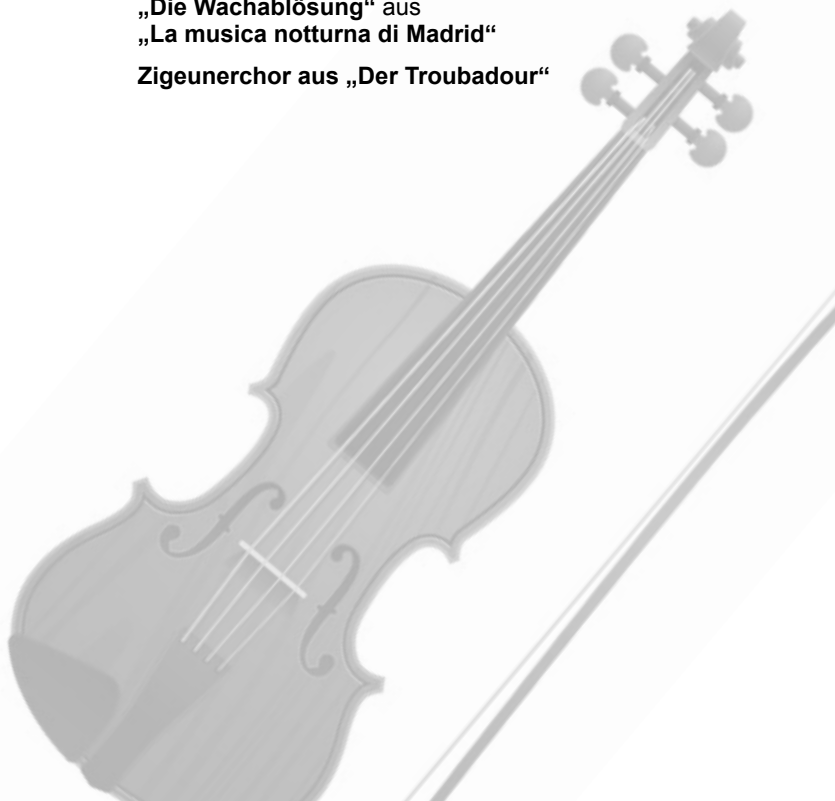 „Die Wachablösung“ aus
„La musica notturna di Madrid“
Zigeunerchor aus „Der Troubadour“